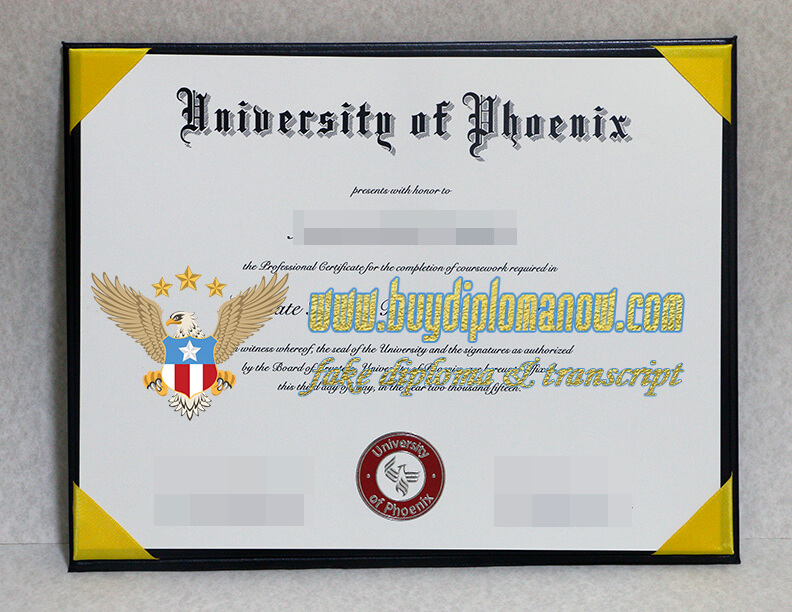 University of Phoenix
presents with honor to
the Professional Certificate for the completion of coursework required in
www.buydiplomanow.com
witness whereof, the seal of the University and the signatures as authorized
by the Board of
fake diploma & transcript
this third day of May, in the year two thousand fifteen.
University
of Phoenix